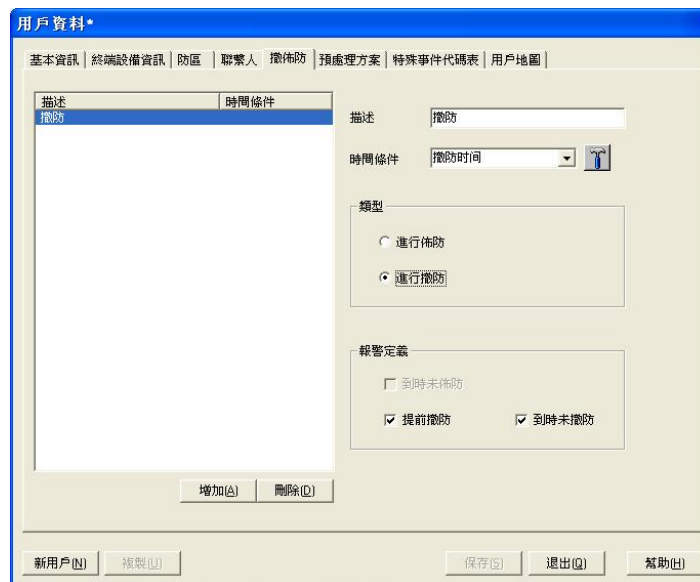 用戶資料*
基本資訊 終端設備資訊 防區 聯繫人 撤佈防 預處理方案 特殊事件代碼表 用戶地圖
描述 時間條件
撤防
描述 撤防
時間條件 撤防时间
類型
進行佈防
進行撤防
報警定義
到時未佈防
提前撤防 到時未撤防
增加(A) 刪除(D)
新用戶(N) 複製(U) 保存(S) 退出(Q) 幫助(H)